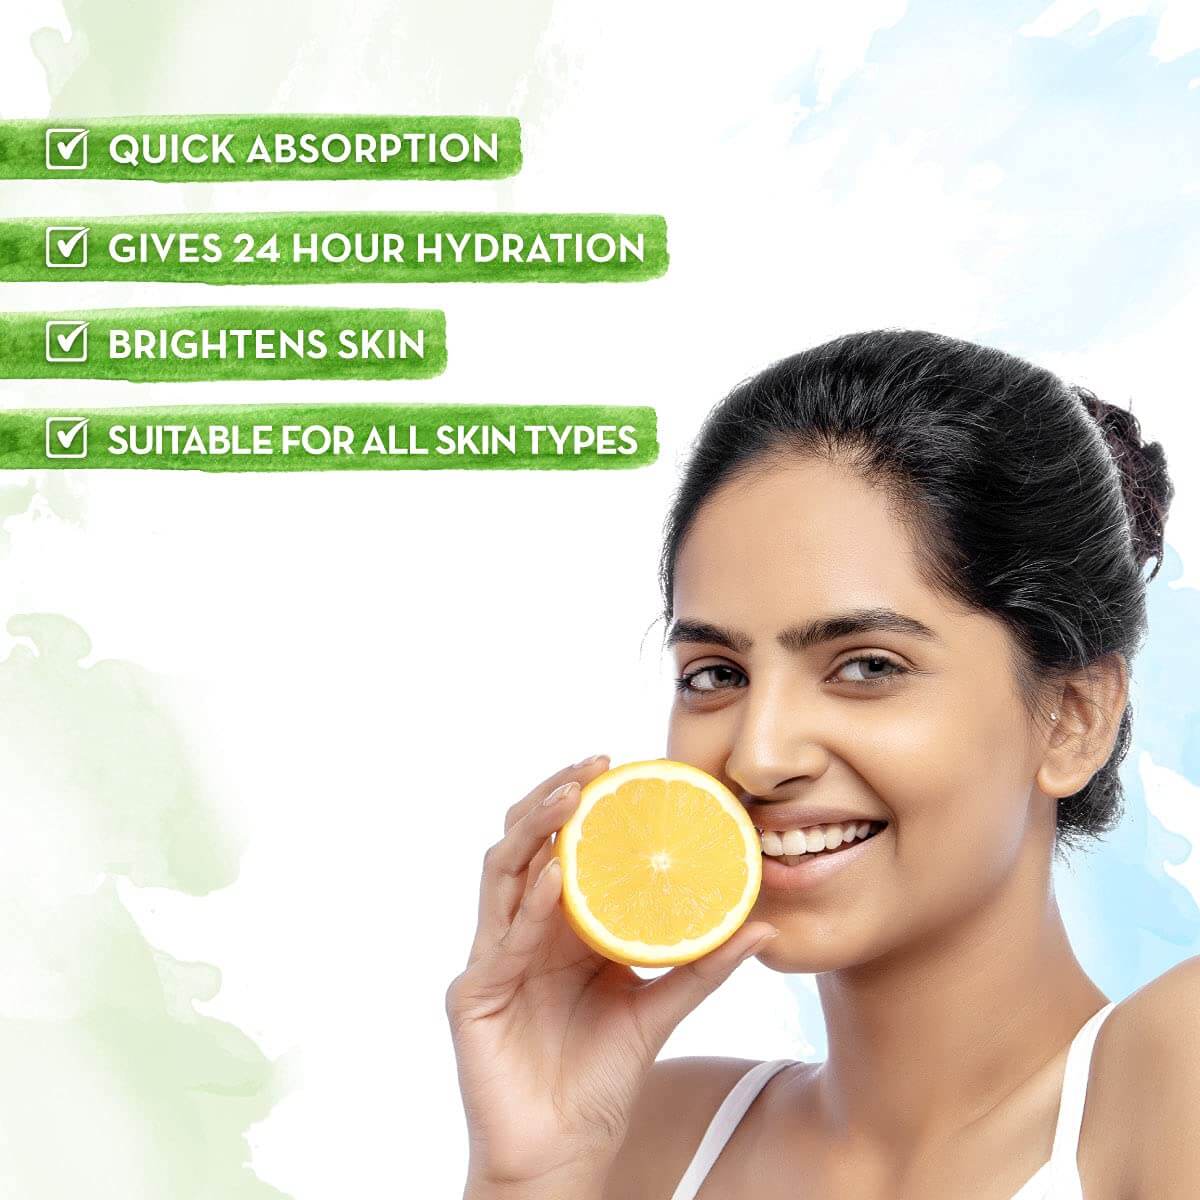 QUICK ABSORPTION
GIVES 24 HOUR HYDRATION
BRIGHTENS SKIN
SUITABLE FOR ALL SKIN TYPES